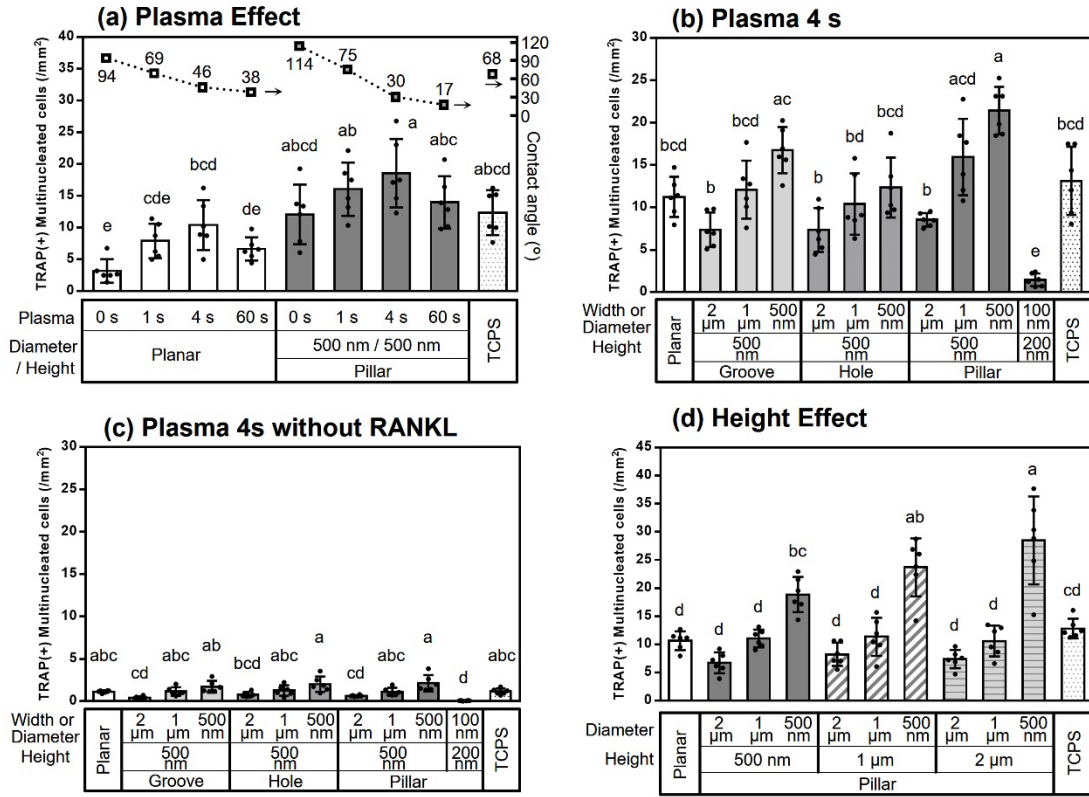 (a) Plasma Effect
TRAP(+) Multinucleated cells (/mm²)
40
35
30
25
20
15
10
5
0
120
90
60
30
0
Contact angle (°)
94 69 46 38 114 75 30 17 68
e cde bcd de abcd ab a abc abcd
Plasma 0 s 1 s 4 s 60 s 0 s 1 s 4 s 60 s TCPS
Diameter / Height Planar 500 nm / 500 nm
Pillar
(b) Plasma 4 s
TRAP(+) Multinucleated cells (/mm²)
30
25
20
15
10
5
0
bcd b bcd ac b bd bcd b acd a e bcd
Width or Diameter Planar 2 μm 1 μm 500 nm 2 μm 1 μm 500 nm 2 μm 1 μm 500 nm 100 nm TCPS
Height 500 nm 500 nm 500 nm 200 nm
Groove Hole Pillar
(c) Plasma 4s without RANKL
TRAP(+) Multinucleated cells (/mm²)
30
25
20
15
10
5
0
abc cd abc ab bcd abc a cd abc a d abc
Width or Diameter Planar 2 μm 1 μm 500 nm 2 μm 1 μm 500 nm 2 μm 1 μm 500 nm 100 nm TCPS
Height 500 nm 500 nm 500 nm 200 nm
Groove Hole Pillar
(d) Height Effect
TRAP(+) Multinucleated cells (/mm²)
45
40
35
30
25
20
15
10
5
0
d d d bc d d ab d d a cd
Diameter Planar 2 μm 1 μm 500 nm 2 μm 1 μm 500 nm 2 μm 1 μm 500 nm TCPS
Height 500 nm 1 μm 2 μm
Pillar